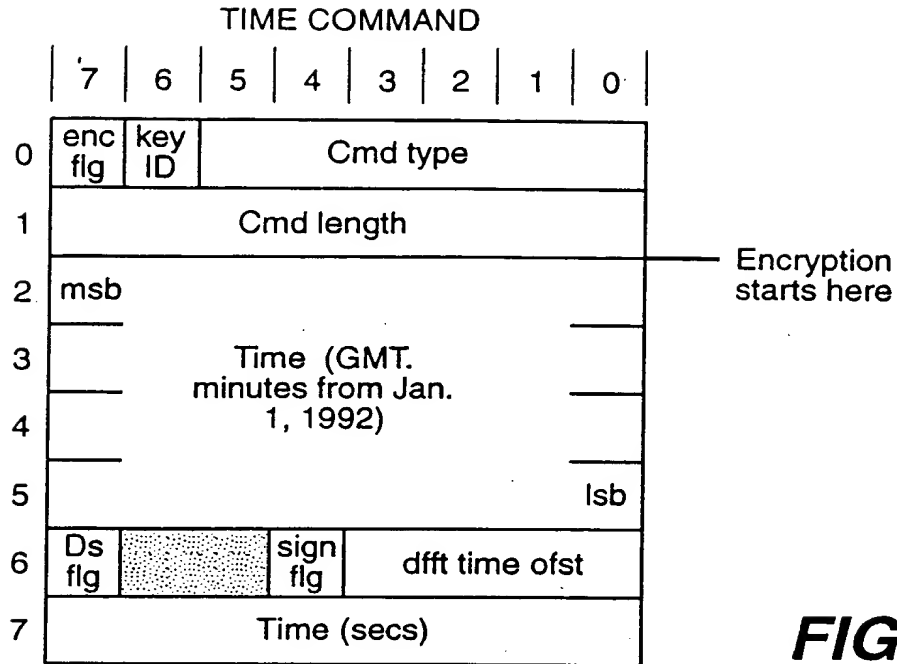 TIME COMMAND
7 6 5 4 3 2 1 0
0 enc flg key ID Cmd type
1 Cmd length
Encryption starts here
2 msb
3 Time (GMT.
minutes from Jan.
4 1, 1992)
5 lsb
6 Ds flg sign flg dfft time ofst
7 Time (secs)
FIG